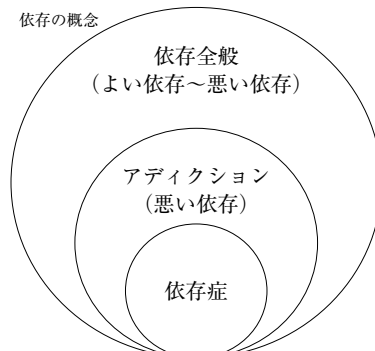 依存の概念
依存全般
（よい依存〜悪い依存）
アディクション
（悪い依存）
依存症